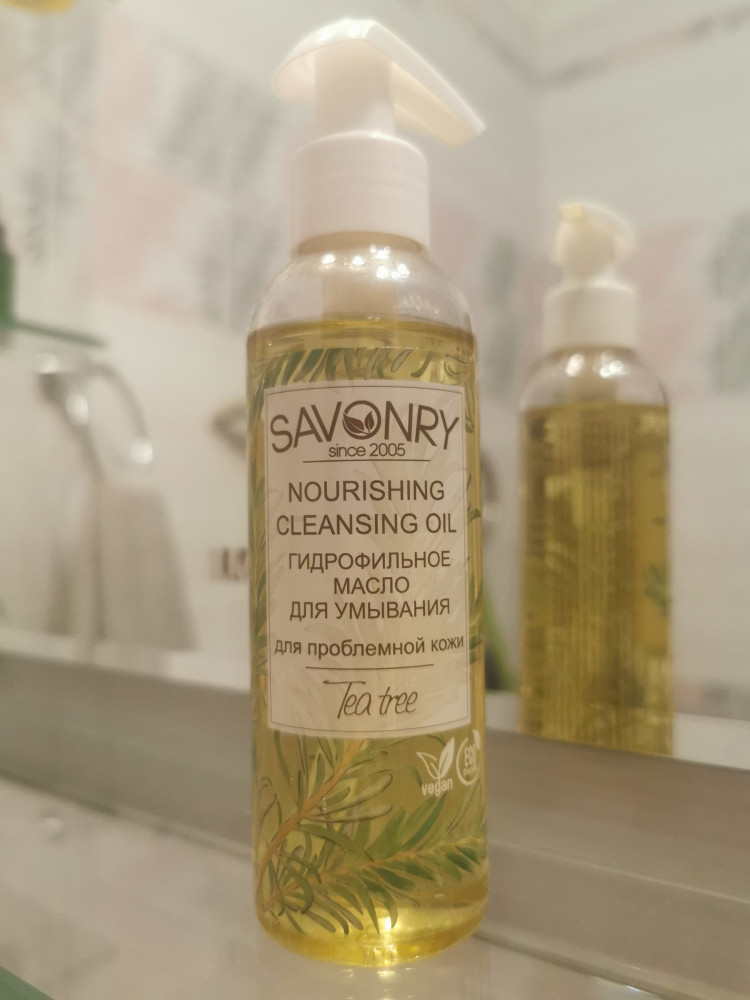 SAVONRY
since 2005
NOURISHING
CLEANSING OIL
ГИДРОФИЛЬНОЕ
МАСЛО
ДЛЯ УМЫВАНИЯ
для проблемной кожи
Tea tree
vegan